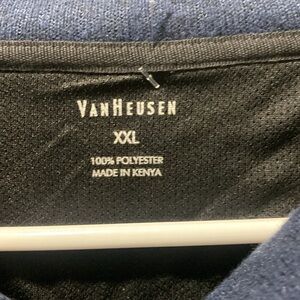 VANHEUSEN
XXL
100% POLYESTER
MADE IN KENYA